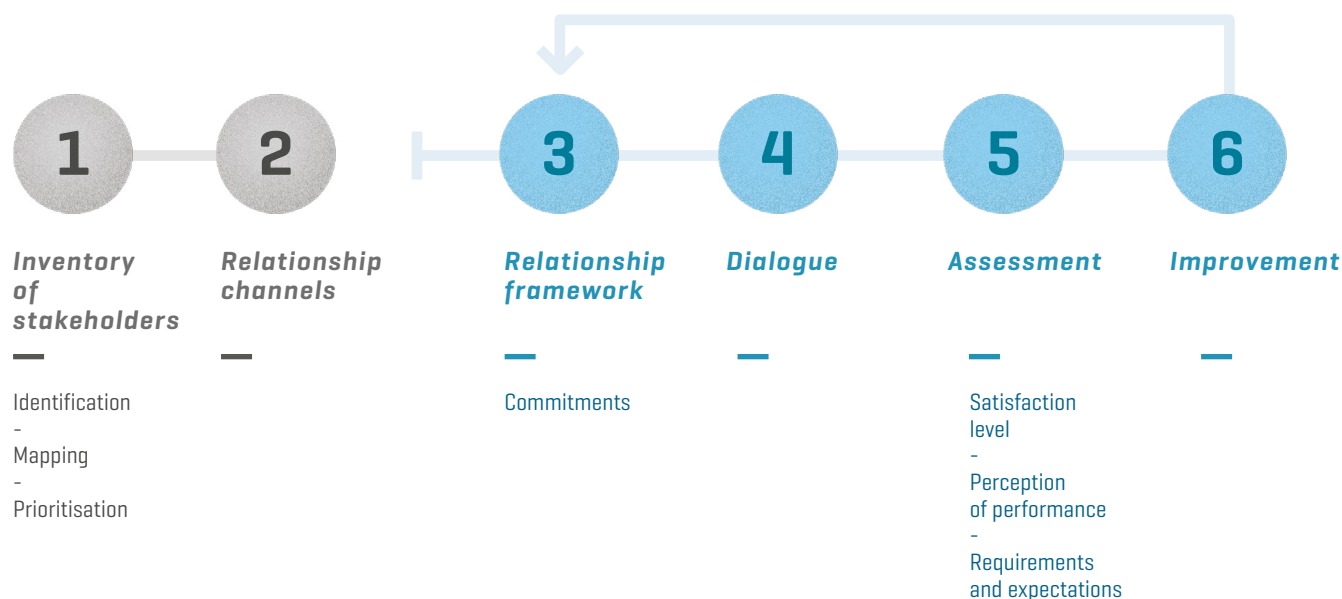 1
2
3
4
5
6
Inventory
of
stakeholders
Relationship
channels
Relationship
framework
Dialogue
Assessment
Improvement
Identification
-
Mapping
-
Prioritisation
Commitments
Satisfaction
level
-
Perception
of performance
-
Requirements
and expectations